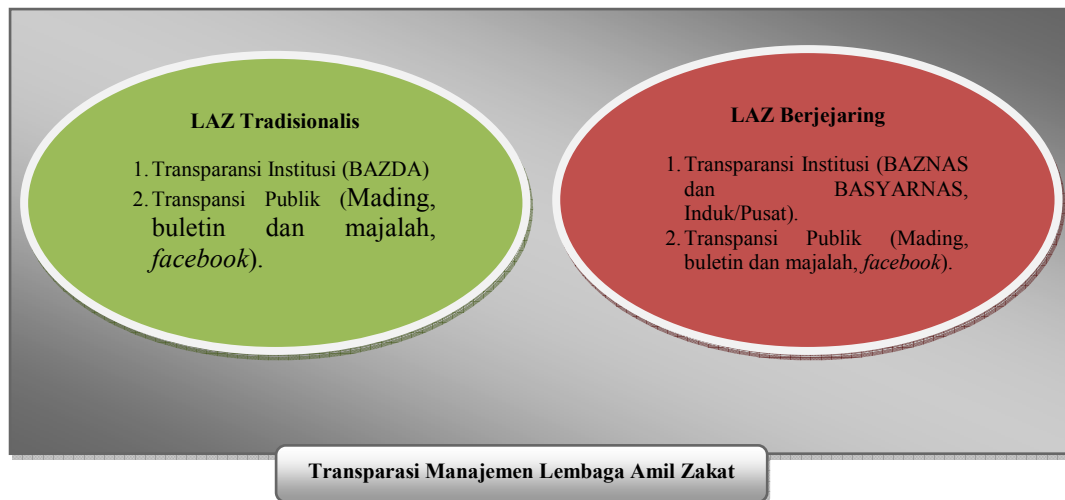 LAZ Tradisionalis
1. Transparansi Institusi (BAZDA)
2. Transpansi Publik (Mading,
buletin dan majalah,
facebook).
LAZ Berjejaring
1. Transparansi Institusi (BAZNAS
dan BASYARNAS,
Induk/Pusat).
2. Transpansi Publik (Mading,
buletin dan majalah, facebook).
Transparasi Manajemen Lembaga Amil Zakat